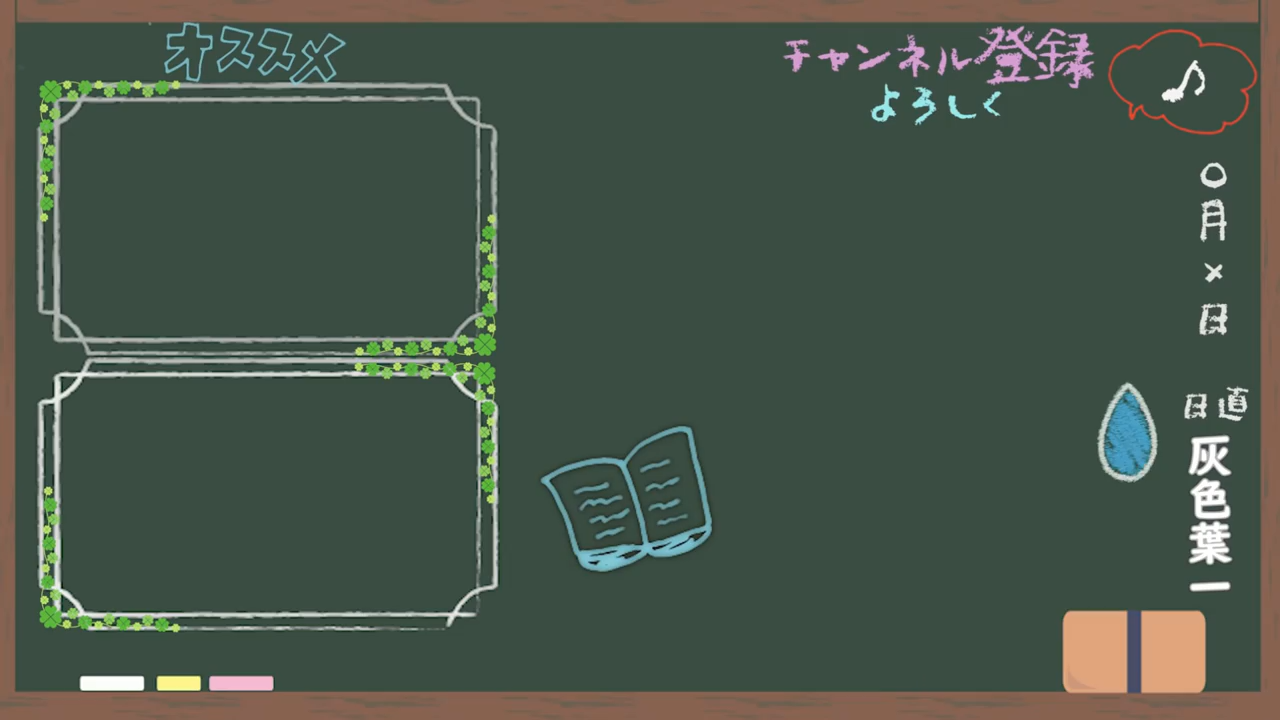 オススメ
チャンネル登録
よろしく
♪
〇月×日
日直
灰色葉一